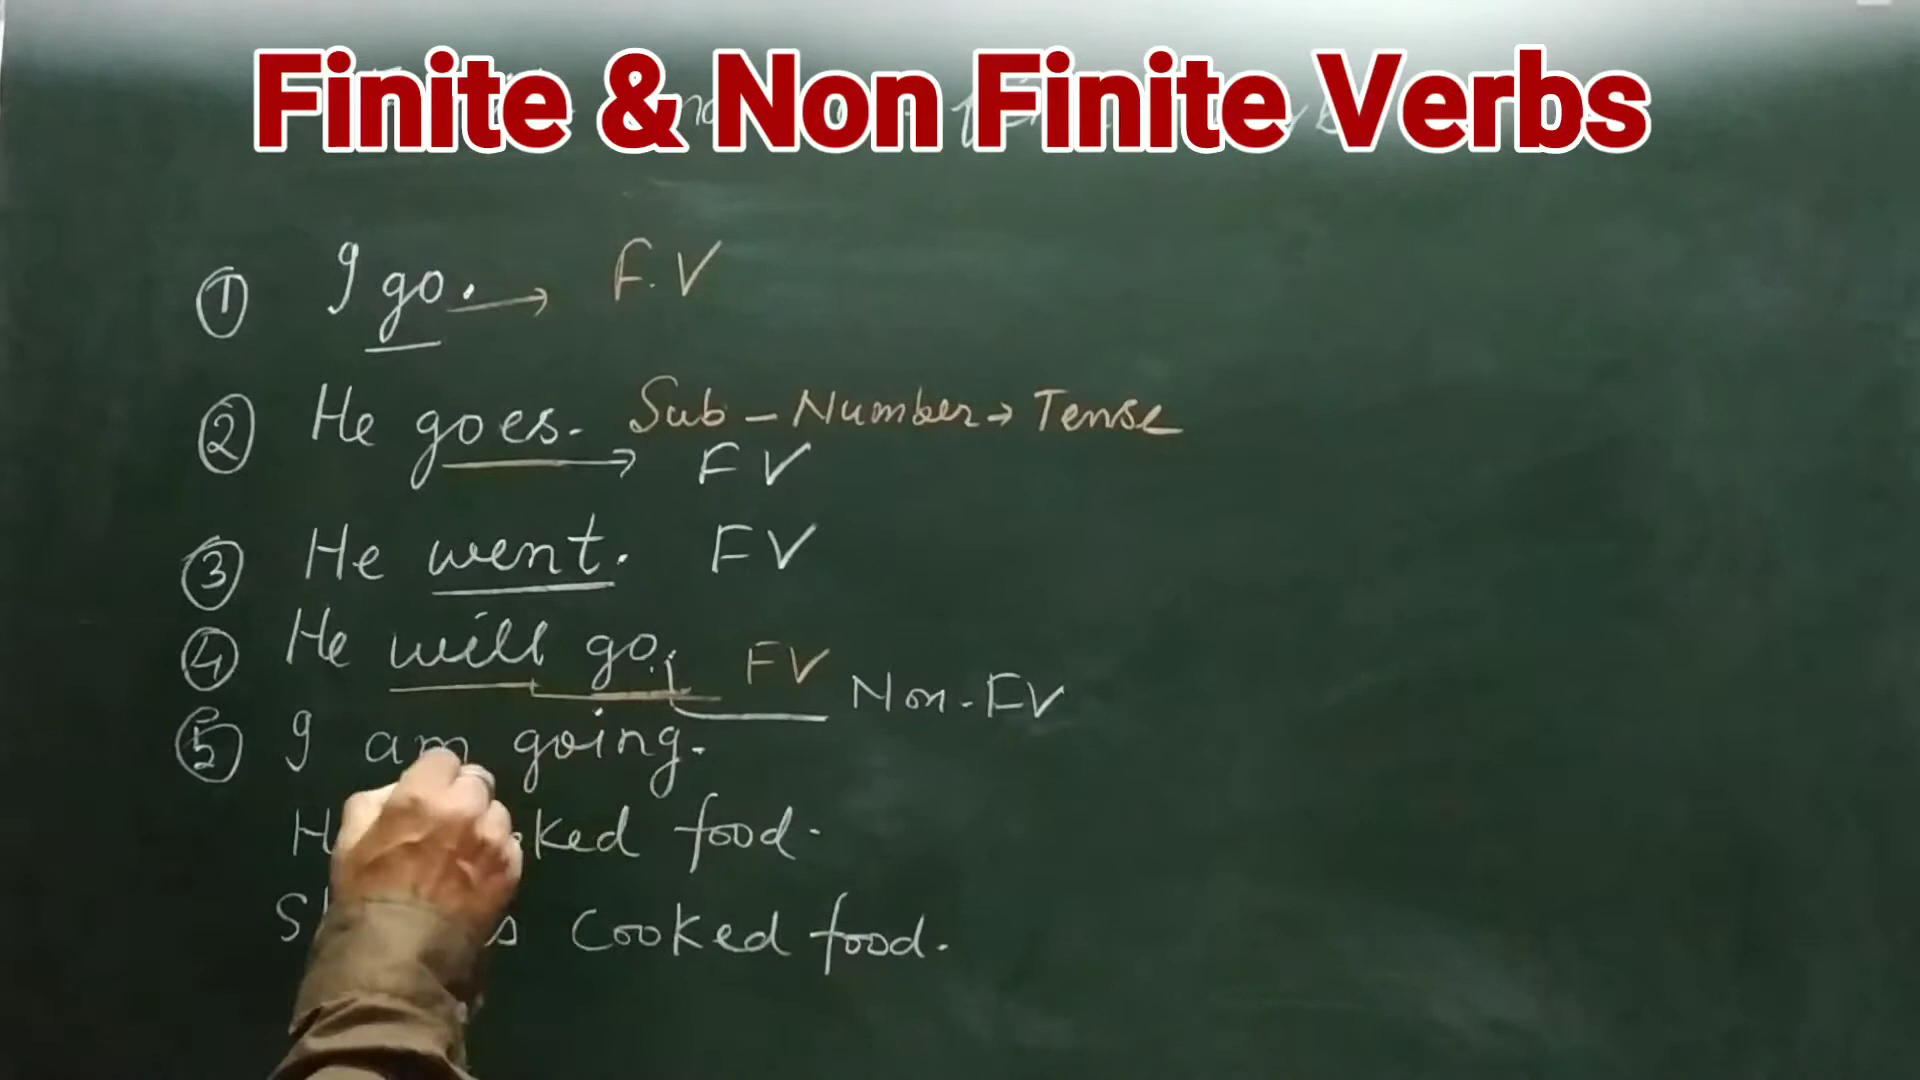 Finite & Non Finite Verbs
① I go. → F.V
② He goes. Sub - Number → Tense
→ FV
③ He went. FV
④ He will go. FV Non-FV
⑤ I am going.
food.
cooked food.